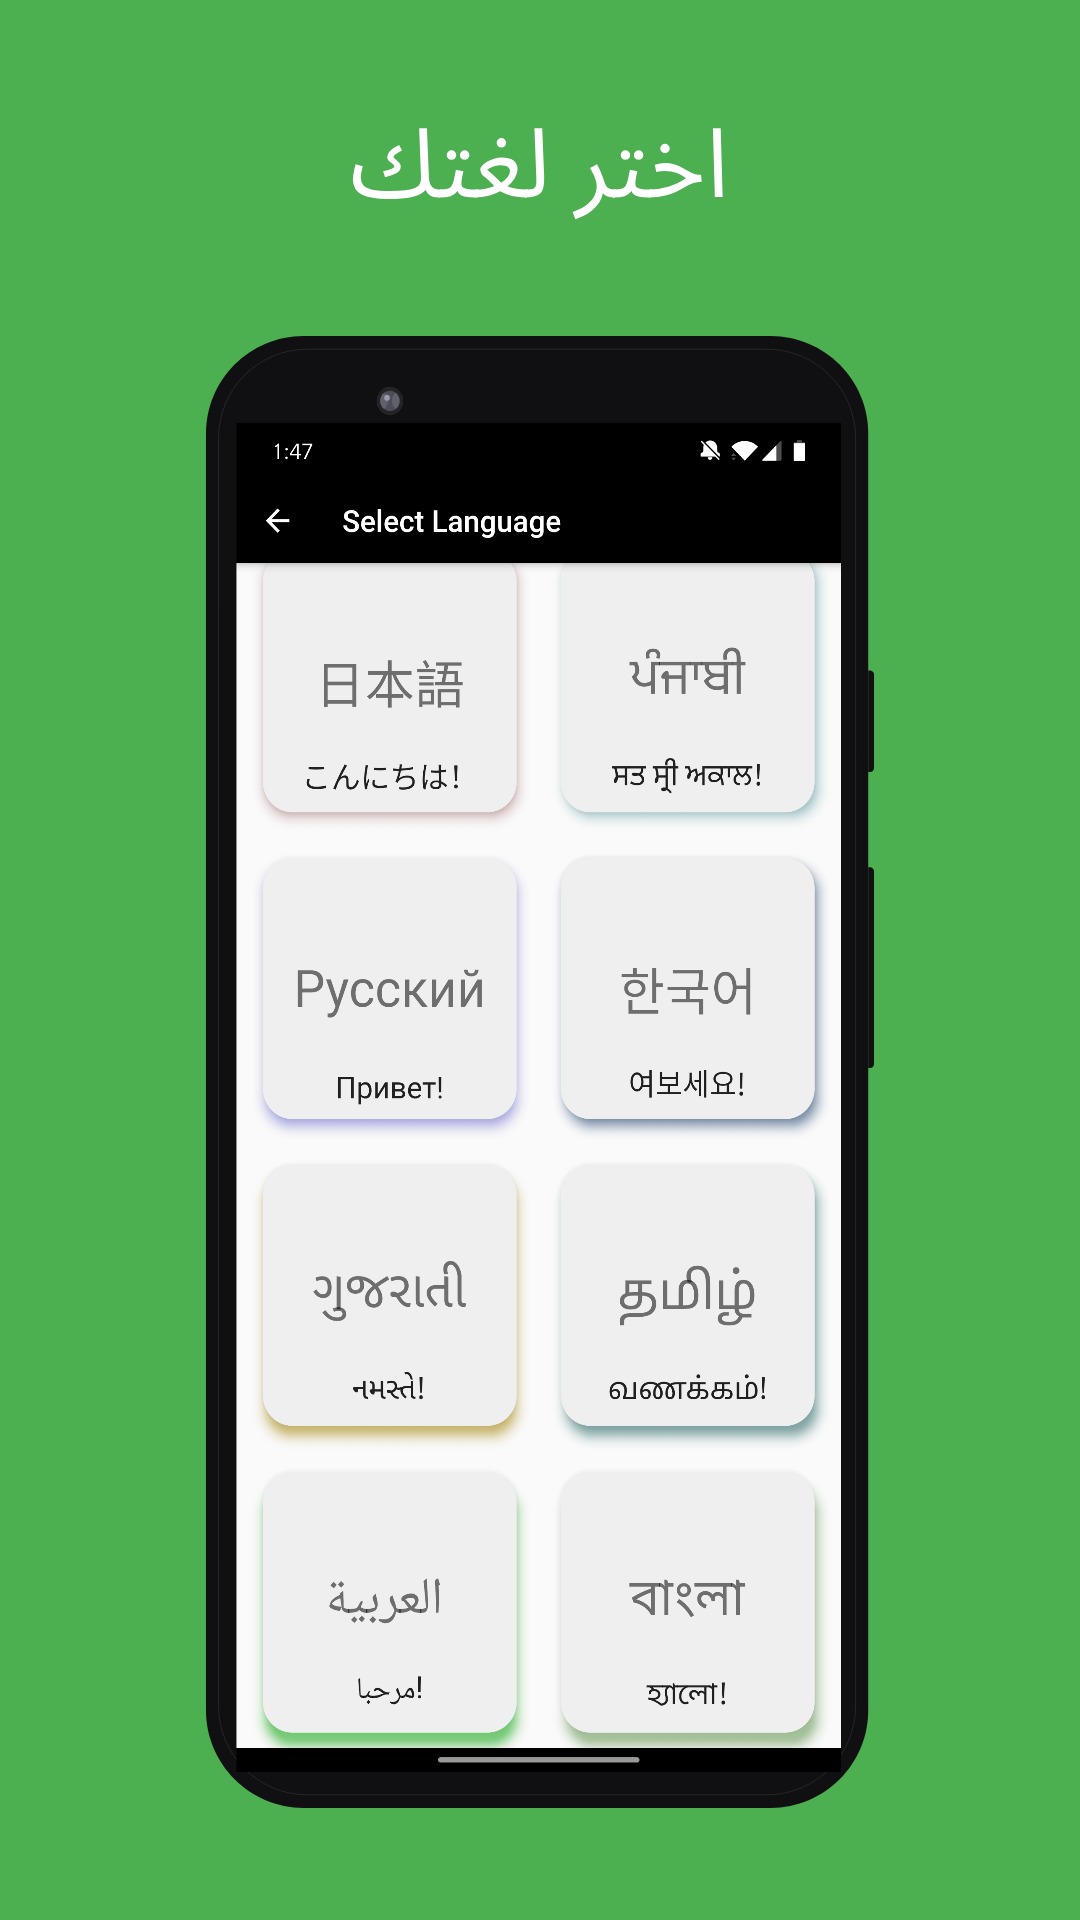 اختر لغتك
1:47
Select Language
日本語
こんにちは!
ਪੰਜਾਬੀ
ਸਤ ਸ੍ਰੀ ਅਕਾਲ!
Русский
Привет!
한국어
여보세요!
ગુજરાતી
નમસ્તે!
தமிழ்
வணக்கம்!
العربية
مرحبا!
বাংলা
হ্যালো!